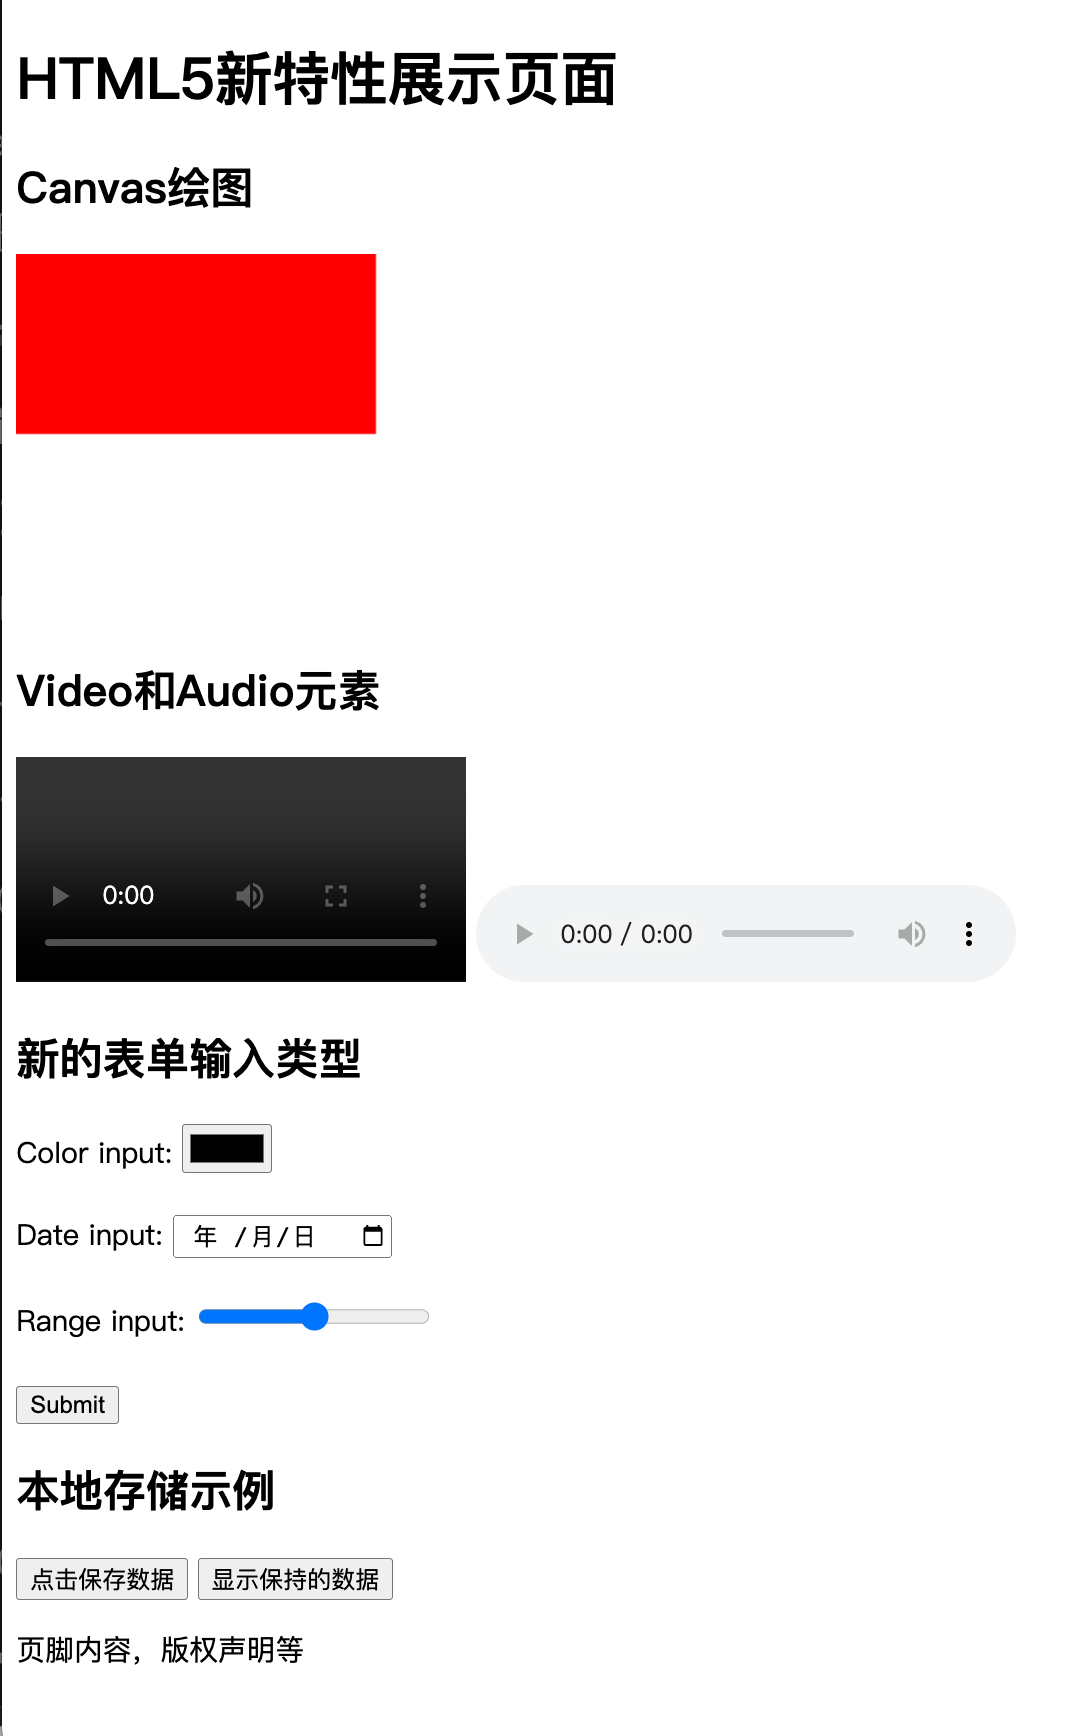 HTML5新特性展示页面
Canvas绘图
Video和Audio元素
0:00
0:00 / 0:00
新的表单输入类型
Color input:
Date input: 年 /月/日
Range input:
Submit
本地存储示例
点击保存数据 显示保持的数据
页脚内容，版权声明等